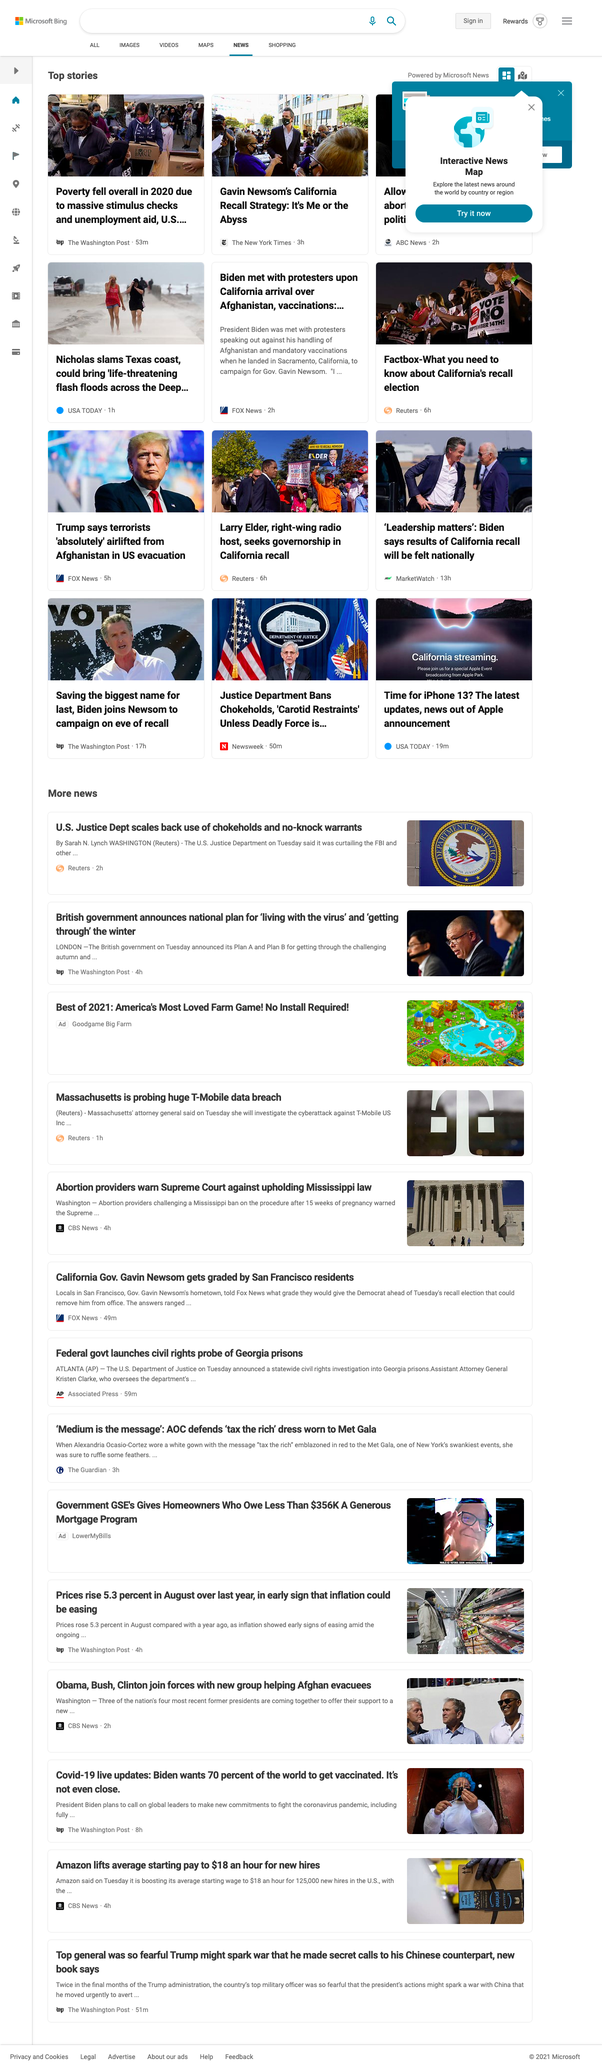 Microsoft Bing
Sign in
Rewards
ALL
IMAGES
VIDEOS
MAPS
NEWS
SHOPPING
Top stories
Powered by Microsoft News
Interactive News
Map
Explore the latest news around
the world by country or region
Try it now
Poverty fell overall in 2020 due
to massive stimulus checks
and unemployment aid, U.S....
The Washington Post · 53m
Gavin Newsom's California
Recall Strategy: It's Me or the
Abyss
The New York Times · 3h
Allow
abort
politi
ABC News · 2h
Nicholas slams Texas coast,
could bring 'life-threatening
flash floods across the Deep...
USA TODAY · 1h
Biden met with protesters upon
California arrival over
Afghanistan, vaccinations:...
President Biden was met with protesters
speaking out against his handling of
Afghanistan and mandatory vaccinations
when he landed in Sacramento, California, to
campaign for Gov. Gavin Newsom. "I ...
FOX News · 2h
VOTE
NO
Factbox-What you need to
know about California's recall
election
Reuters · 6h
Trump says terrorists
'absolutely' airlifted from
Afghanistan in US evacuation
FOX News · 5h
ELDER
Larry Elder, right-wing radio
host, seeks governorship in
California recall
Reuters · 6h
'Leadership matters': Biden
says results of California recall
will be felt nationally
MarketWatch · 13h
VOTE
NO
Saving the biggest name for
last, Biden joins Newsom to
campaign on eve of recall
The Washington Post · 17h
DEPARTMENT OF JUSTICE
Justice Department Bans
Chokeholds, 'Carotid Restraints'
Unless Deadly Force is...
Newsweek · 50m
California streaming.
Please join us for a special Apple Event
broadcasting from Apple Park.
Time for iPhone 13? The latest
updates, news out of Apple
announcement
USA TODAY · 19m
More news
U.S. Justice Dept scales back use of chokeholds and no-knock warrants
By Sarah N. Lynch WASHINGTON (Reuters) - The U.S. Justice Department on Tuesday said it was curtailing the FBI and
other ...
Reuters · 2h
British government announces national plan for 'living with the virus' and 'getting
through' the winter
LONDON —The British government on Tuesday announced its Plan A and Plan B for getting through the challenging
autumn and ...
The Washington Post · 4h
Best of 2021: America's Most Loved Farm Game! No Install Required!
Ad Goodgame Big Farm
Massachusetts is probing huge T-Mobile data breach
(Reuters) - Massachusetts' attorney general said on Tuesday she will investigate the cyberattack against T-Mobile US
Inc ...
Reuters · 1h
Abortion providers warn Supreme Court against upholding Mississippi law
Washington — Abortion providers challenging a Mississippi ban on the procedure after 15 weeks of pregnancy warned
the Supreme ...
CBS News · 4h
California Gov. Gavin Newsom gets graded by San Francisco residents
Locals in San Francisco, Gov. Gavin Newsom's hometown, told Fox News what grade they would give the Democrat ahead of Tuesday's recall election that could
remove him from office. The answers ranged ...
FOX News · 49m
Federal govt launches civil rights probe of Georgia prisons
ATLANTA (AP) — The U.S. Department of Justice on Tuesday announced a statewide civil rights investigation into Georgia prisons.Assistant Attorney General
Kristen Clarke, who oversees the department's ...
AP Associated Press · 59m
'Medium is the message': AOC defends 'tax the rich' dress worn to Met Gala
When Alexandria Ocasio-Cortez wore a white gown with the message "tax the rich" emblazoned in red to the Met Gala, one of New York's swankiest events, she
was sure to ruffle some feathers. ...
The Guardian · 3h
Government GSE's Gives Homeowners Who Owe Less Than $356K A Generous
Mortgage Program
Ad LowerMyBills
Prices rise 5.3 percent in August over last year, in early sign that inflation could
be easing
Prices rose 5.3 percent in August compared with a year ago, as inflation showed early signs of easing amid the
ongoing ...
The Washington Post · 4h
Obama, Bush, Clinton join forces with new group helping Afghan evacuees
Washington — Three of the nation's four most recent former presidents are coming together to offer their support to a
new ...
CBS News · 2h
Covid-19 live updates: Biden wants 70 percent of the world to get vaccinated. It's
not even close.
President Biden plans to call on global leaders to make new commitments to fight the coronavirus pandemic, including
fully ...
The Washington Post · 8h
Amazon lifts average starting pay to $18 an hour for new hires
Amazon said on Tuesday it is boosting its average starting wage to $18 an hour for 125,000 new hires in the U.S., with
the ...
CBS News · 4h
Top general was so fearful Trump might spark war that he made secret calls to his Chinese counterpart, new
book says
Twice in the final months of the Trump administration, the country's top military officer was so fearful that the president's actions might spark a war with China that
he moved urgently to avert ...
The Washington Post · 51m
Privacy and Cookies
Legal
Advertise
About our ads
Help
Feedback
© 2021 Microsoft